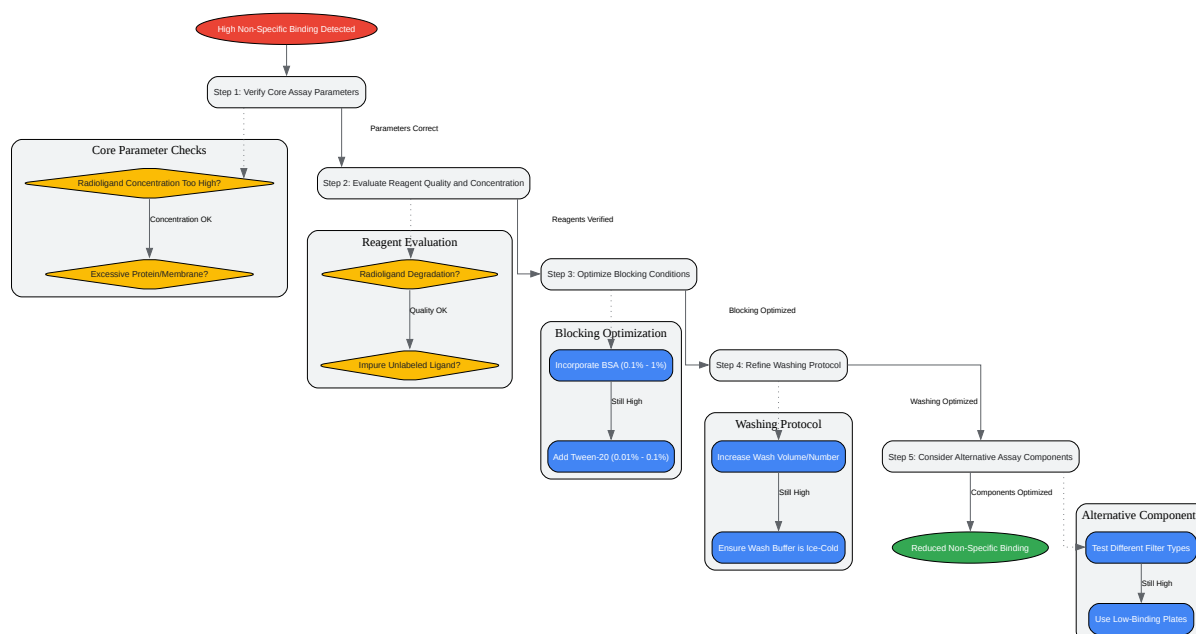 High Non-Specific Binding Detected
Step 1: Verify Core Assay Parameters
Parameters Correct
Core Parameter Checks
Radioligand Concentration Too High?
Concentration OK
Excessive Protein/Membrane?
Step 2: Evaluate Reagent Quality and Concentration
Reagents Verified
Reagent Evaluation
Radioligand Degradation?
Quality OK
Impure Unlabeled Ligand?
Step 3: Optimize Blocking Conditions
Blocking Optimized
Blocking Optimization
Incorporate BSA (0.1% - 1%)
Still High
Add Tween-20 (0.01% - 0.1%)
Step 4: Refine Washing Protocol
Washing Optimized
Washing Protocol
Increase Wash Volume/Number
Still High
Ensure Wash Buffer is Ice-Cold
Step 5: Consider Alternative Assay Components
Components Optimized
Reduced Non-Specific Binding
Alternative Component
Test Different Filter Types
Still High
Use Low-Binding Plates